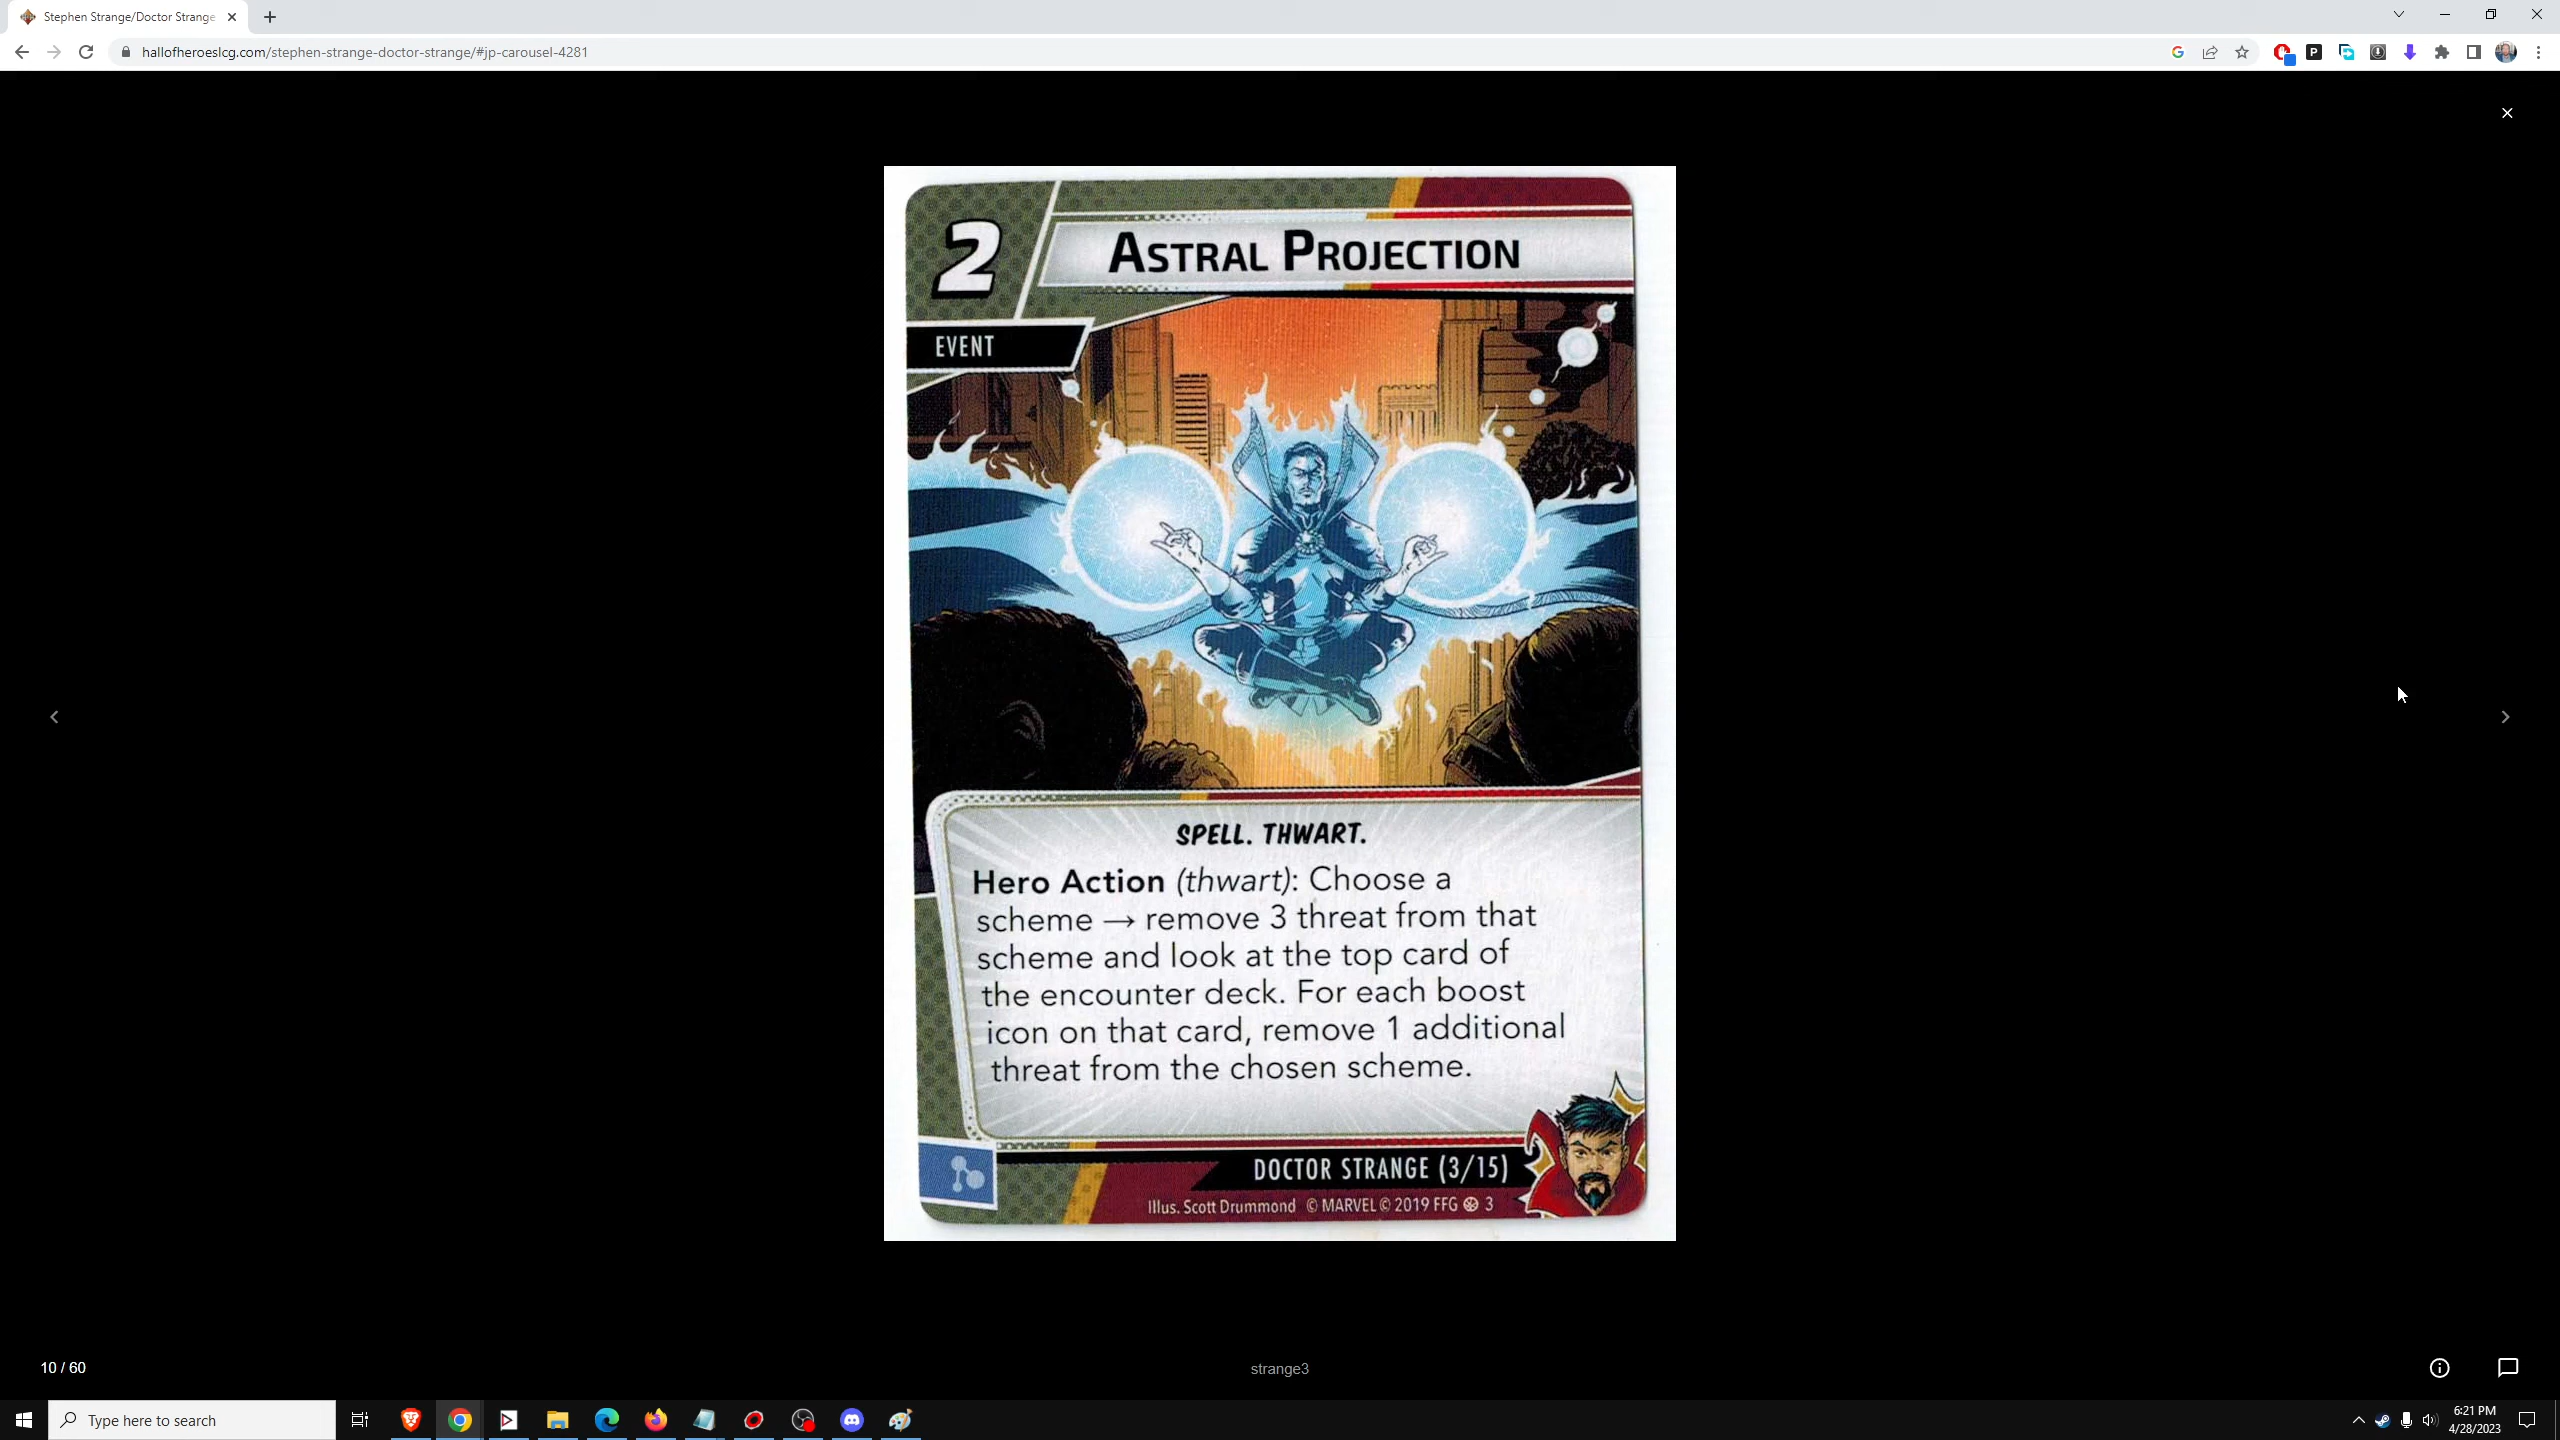 Stephen Strange/Doctor Strange
hallofheroeslcg.com/stephen-strange-doctor-strange/#jp-carousel-4281
2
ASTRAL PROJECTION
EVENT
SPELL. THWART.
Hero Action (thwart): Choose a
scheme → remove 3 threat from that
scheme and look at the top card of
the encounter deck. For each boost
icon on that card, remove 1 additional
threat from the chosen scheme.
DOCTOR STRANGE (3/15)
Illus. Scott Drummond © MARVEL © 2019 FFG 3
10 / 60
strange3
Type here to search
6:21 PM
4/28/2023